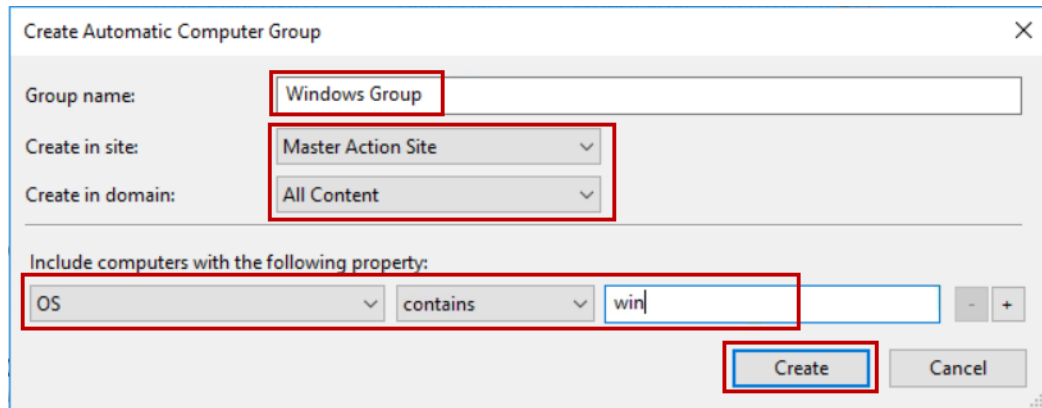 Create Automatic Computer Group
Group name: Windows Group
Create in site: Master Action Site
Create in domain: All Content
Include computers with the following property:
OS contains win - +
Create Cancel